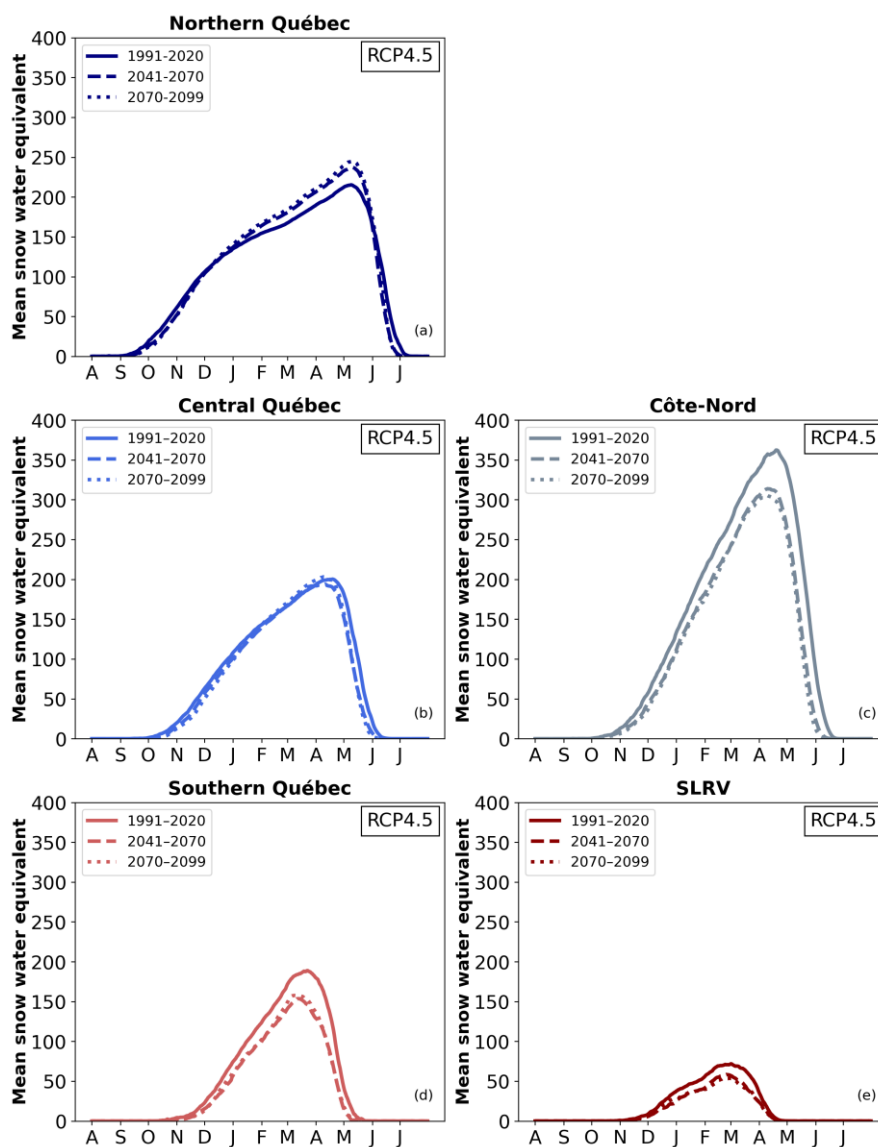 Northern Québec
1991-2020
2041-2070
2070-2099
RCP4.5
Mean snow water equivalent
400
350
300
250
200
150
100
50
0
(a)
A S O N D J F M A M J J
Central Québec
1991–2020
2041–2070
2070–2099
RCP4.5
Mean snow water equivalent
400
350
300
250
200
150
100
50
0
(b)
A S O N D J F M A M J J
Côte-Nord
1991–2020
2041–2070
2070–2099
RCP4.5
Mean snow water equivalent
400
350
300
250
200
150
100
50
0
(c)
A S O N D J F M A M J J
Southern Québec
1991–2020
2041–2070
2070–2099
RCP4.5
Mean snow water equivalent
400
350
300
250
200
150
100
50
0
(d)
A S O N D J F M A M J J
SLRV
1991–2020
2041–2070
2070–2099
RCP4.5
Mean snow water equivalent
400
350
300
250
200
150
100
50
0
(e)
A S O N D J F M A M J J